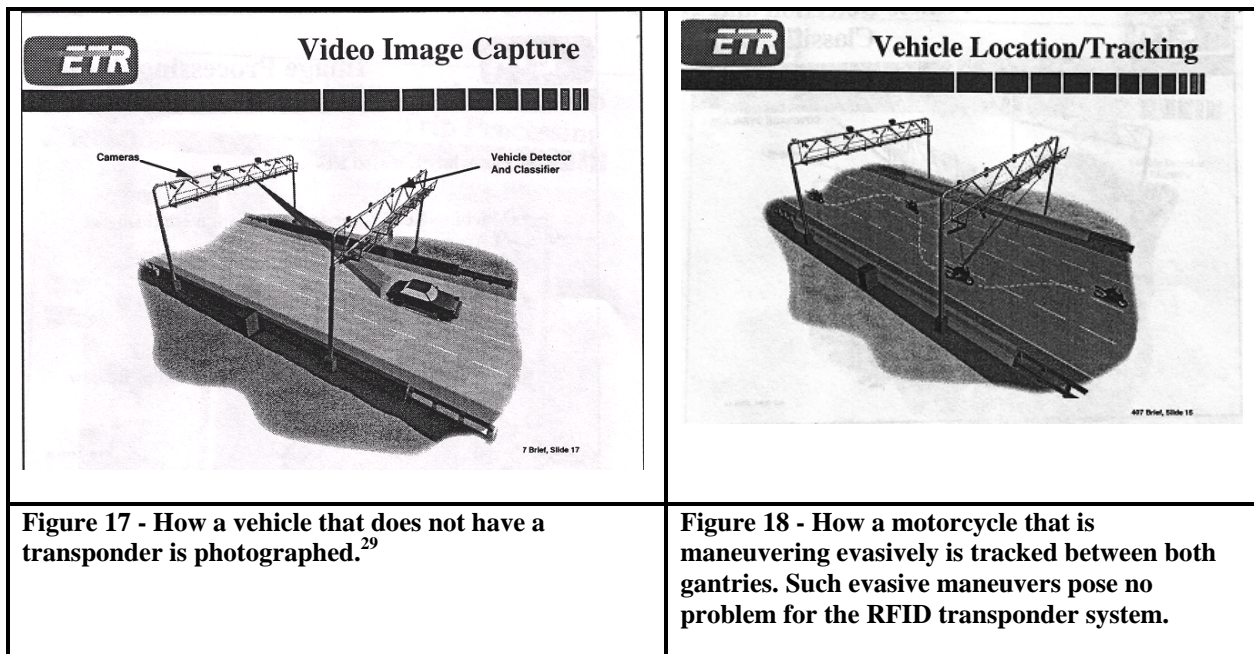 ETR
Video Image Capture
Cameras
Vehicle Detector
And Classifier
7 Brief, Slide 17
Figure 17 - How a vehicle that does not have a
transponder is photographed.29
ETR
Vehicle Location/Tracking
407 Brief, Slide 16
Figure 18 - How a motorcycle that is
maneuvering evasively is tracked between both
gantries. Such evasive maneuvers pose no
problem for the RFID transponder system.